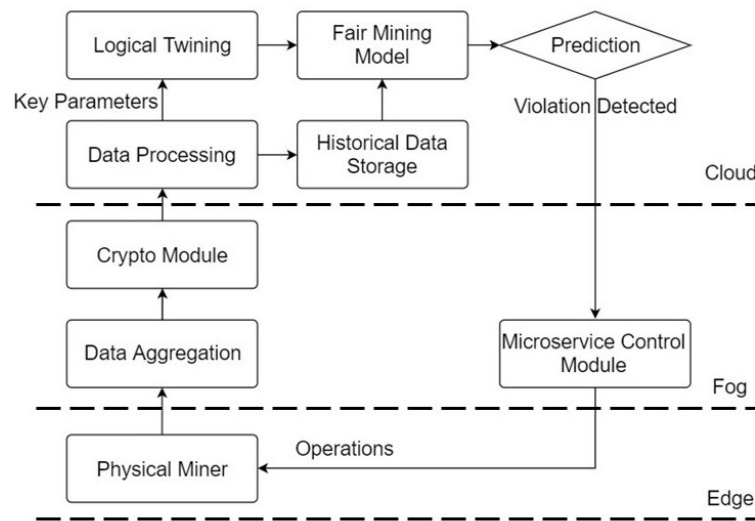 Logical Twining
Fair Mining
Model
Prediction
Key Parameters
Violation Detected
Data Processing
Historical Data
Storage
Cloud
Crypto Module
Data Aggregation
Microservice Control
Module
Fog
Physical Miner
Operations
Edge